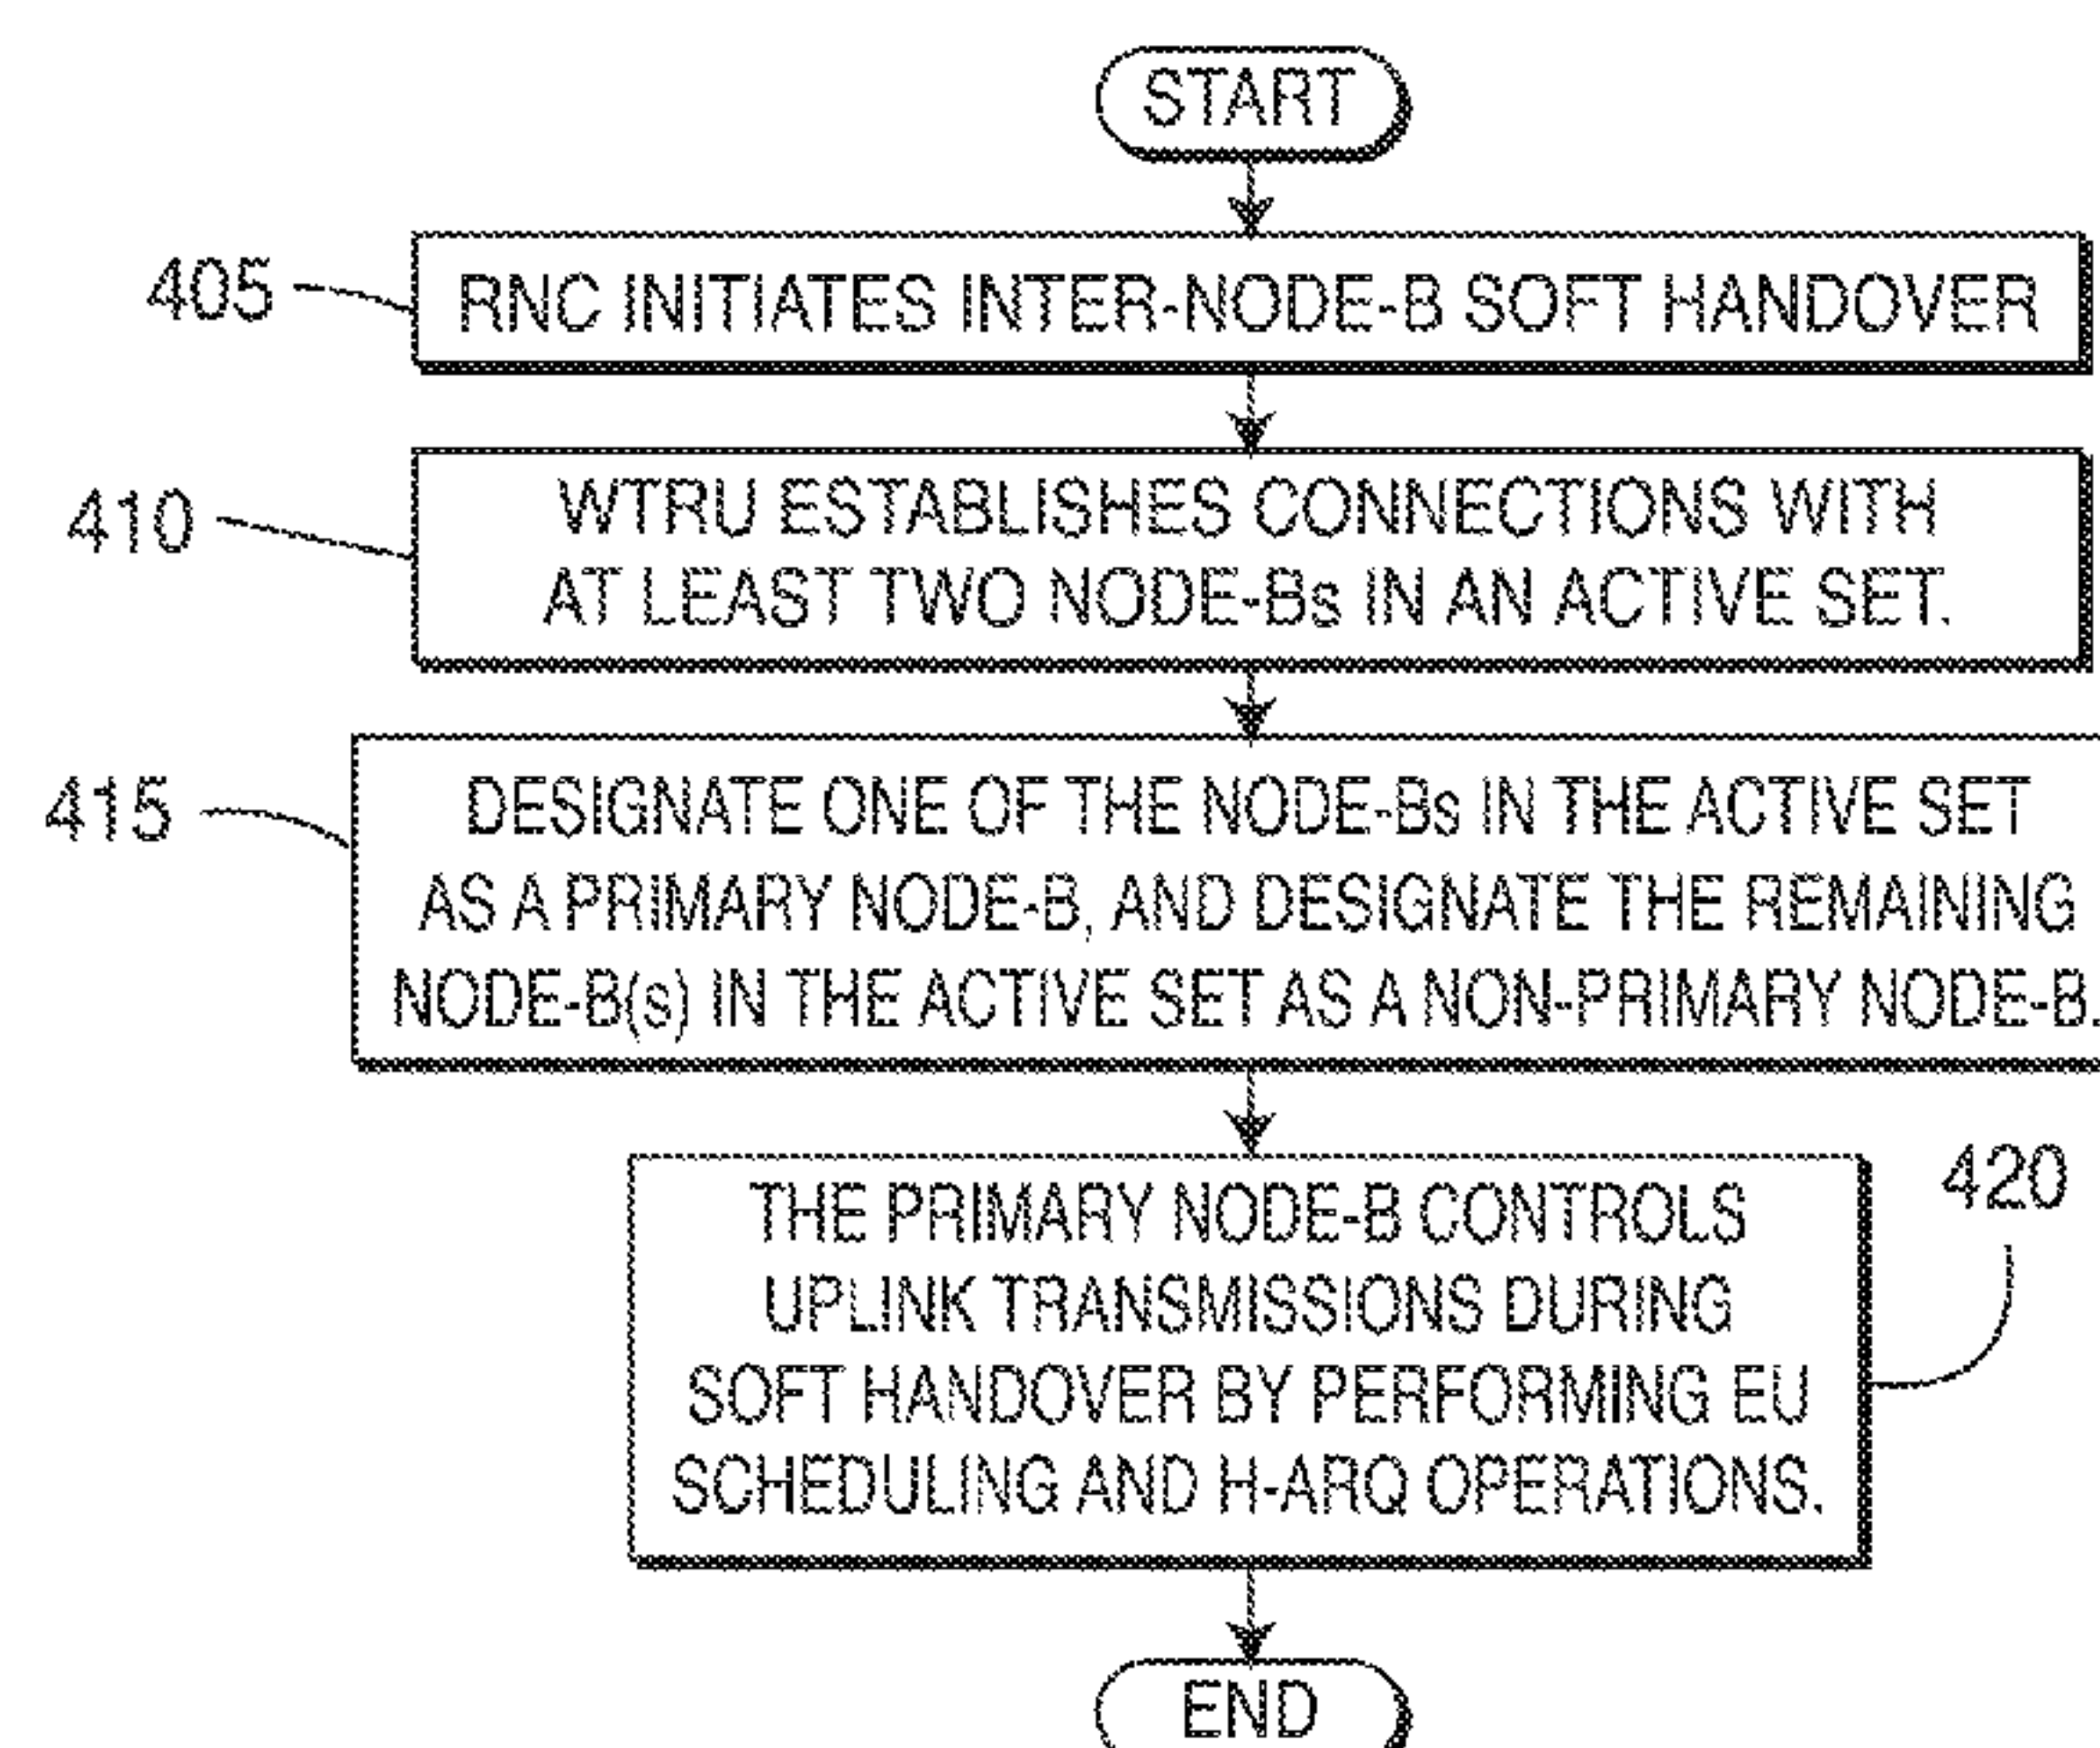 START
405
RNC INITIATES INTER-NODE-B SOFT HANDOVER
410
WTRU ESTABLISHES CONNECTIONS WITH
AT LEAST TWO NODE-Bs IN AN ACTIVE SET.
415
DESIGNATE ONE OF THE NODE-Bs IN THE ACTIVE SET
AS A PRIMARY NODE-B, AND DESIGNATE THE REMAINING
NODE-B(s) IN THE ACTIVE SET AS A NON-PRIMARY NODE-B.
420
THE PRIMARY NODE-B CONTROLS
UPLINK TRANSMISSIONS DURING
SOFT HANDOVER BY PERFORMING EU
SCHEDULING AND H-ARQ OPERATIONS.
END